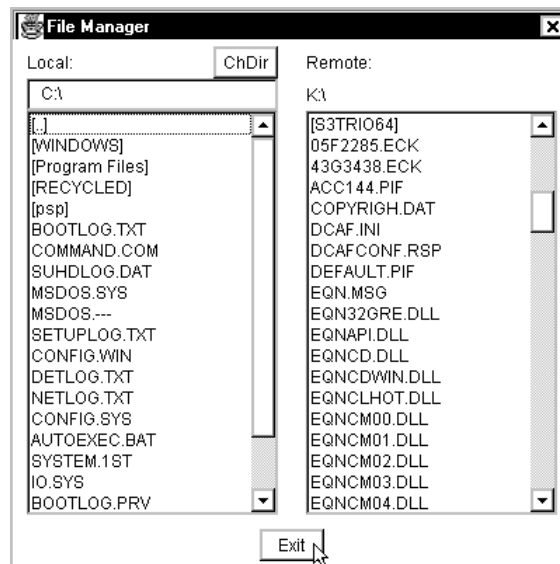 File Manager
Local:
ChDir
C:\
[..]
[WINDOWS]
[Program Files]
[RECYCLED]
[psp]
BOOTLOG.TXT
COMMAND.COM
SUHDLOG.DAT
MSDOS.SYS
MSDOS.---
SETUPLOG.TXT
CONFIG.WIN
DETLOG.TXT
NETLOG.TXT
CONFIG.SYS
AUTOEXEC.BAT
SYSTEM.1ST
IO.SYS
BOOTLOG.PRV
Remote:
K:\
[S3TRIO64]
05F2285.ECK
43G3438.ECK
ACC144.PIF
COPYRIGH.DAT
DCAF.INI
DCAFCONF.RSP
DEFAULT.PIF
EQN.MSG
EQN32GRE.DLL
EQNAPI.DLL
EQNCD.DLL
EQNCDWIN.DLL
EQNCLHOT.DLL
EQNCM00.DLL
EQNCM01.DLL
EQNCM02.DLL
EQNCM03.DLL
EQNCM04.DLL
Exit